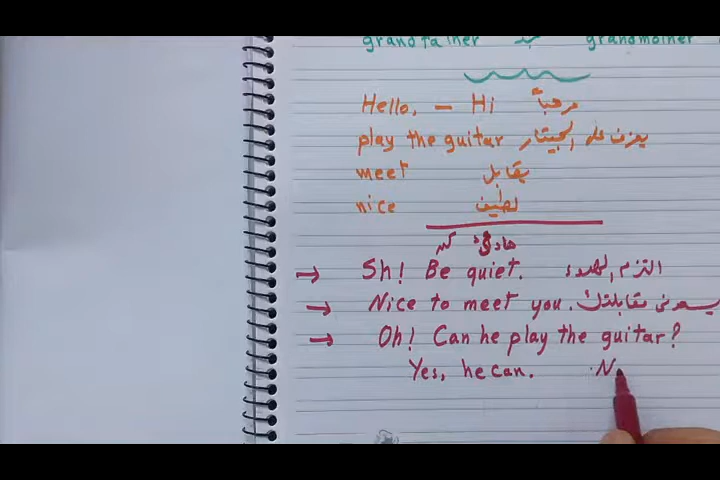 grandfather جد grandmother
Hello, - Hi مرحباً
play the guitar يعزف على الجيتار
meet يقابل
nice لطيف
كن هادئ
→ Sh! Be quiet. التزم الهدوء
→ Nice to meet you. يسعدنى مقابلتك
→ Oh! Can he play the guitar?
Yes, he can. N